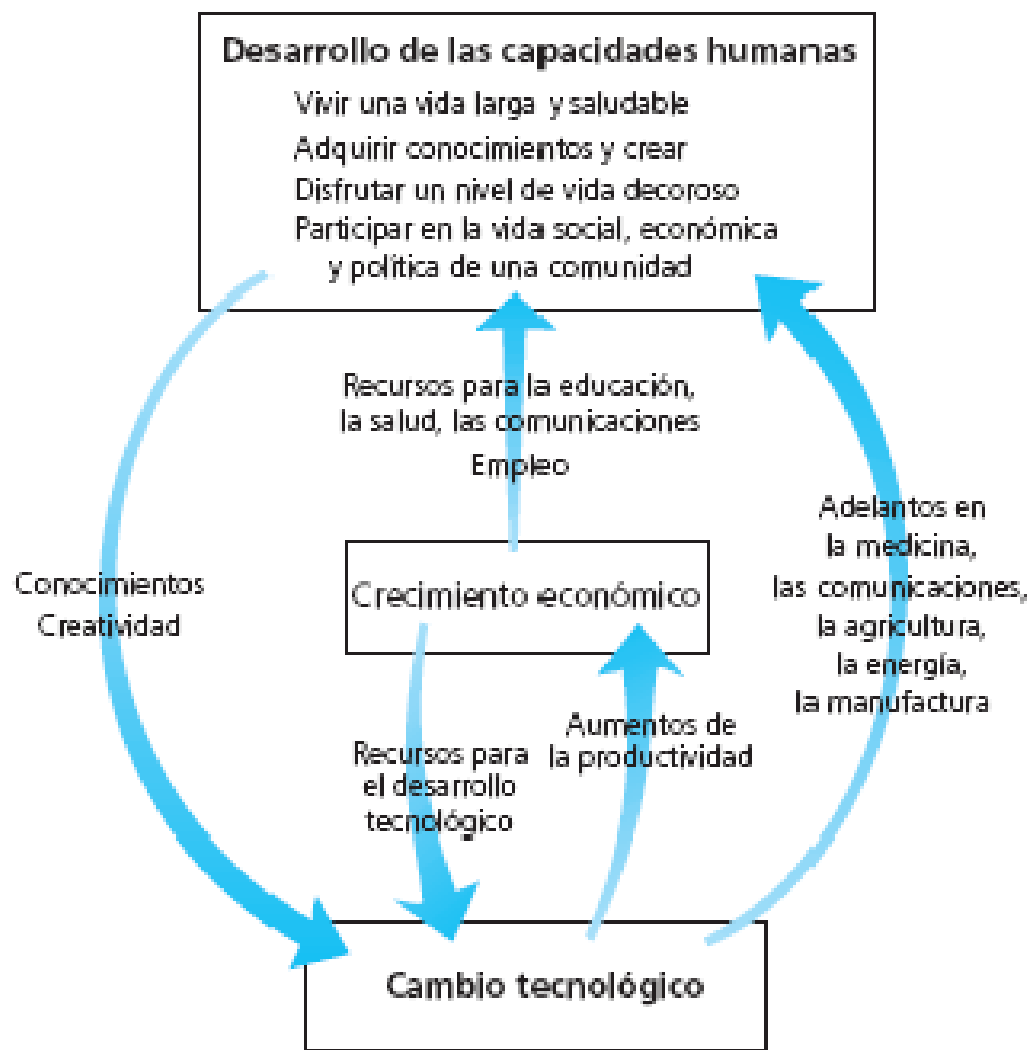 Desarrollo de las capacidades humanas
Vivir una vida larga y saludable
Adquirir conocimientos y crear
Disfrutar un nivel de vida decoroso
Participar en la vida social, económica
y política de una comunidad
Recursos para la educación,
la salud, las comunicaciones
Empleo
Adelantos en
la medicina,
las comunicaciones,
la agricultura,
la energía,
la manufactura
Conocimientos
Creatividad
Crecimiento económico
Recursos para
el desarrollo
tecnológico
Aumentos de
la productividad
Cambio tecnológico